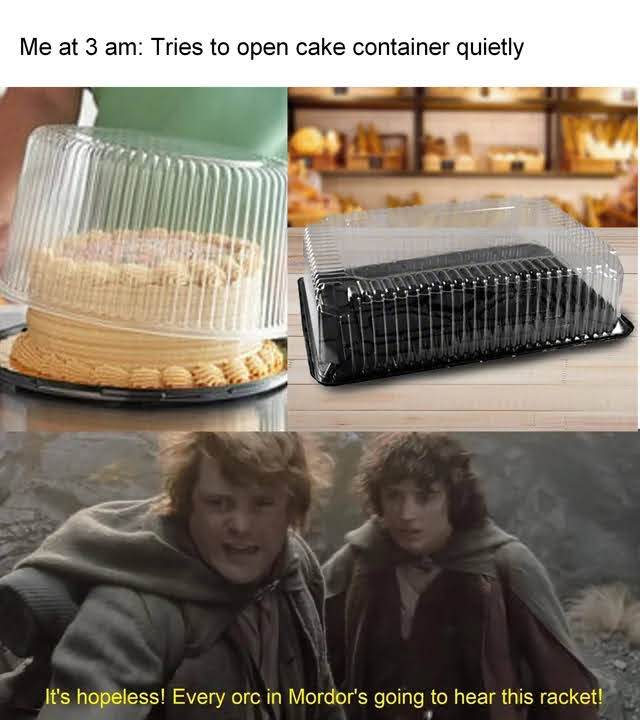 Me at 3 am: Tries to open cake container quietly
It's hopeless! Every orc in Mordor's going to hear this racket!